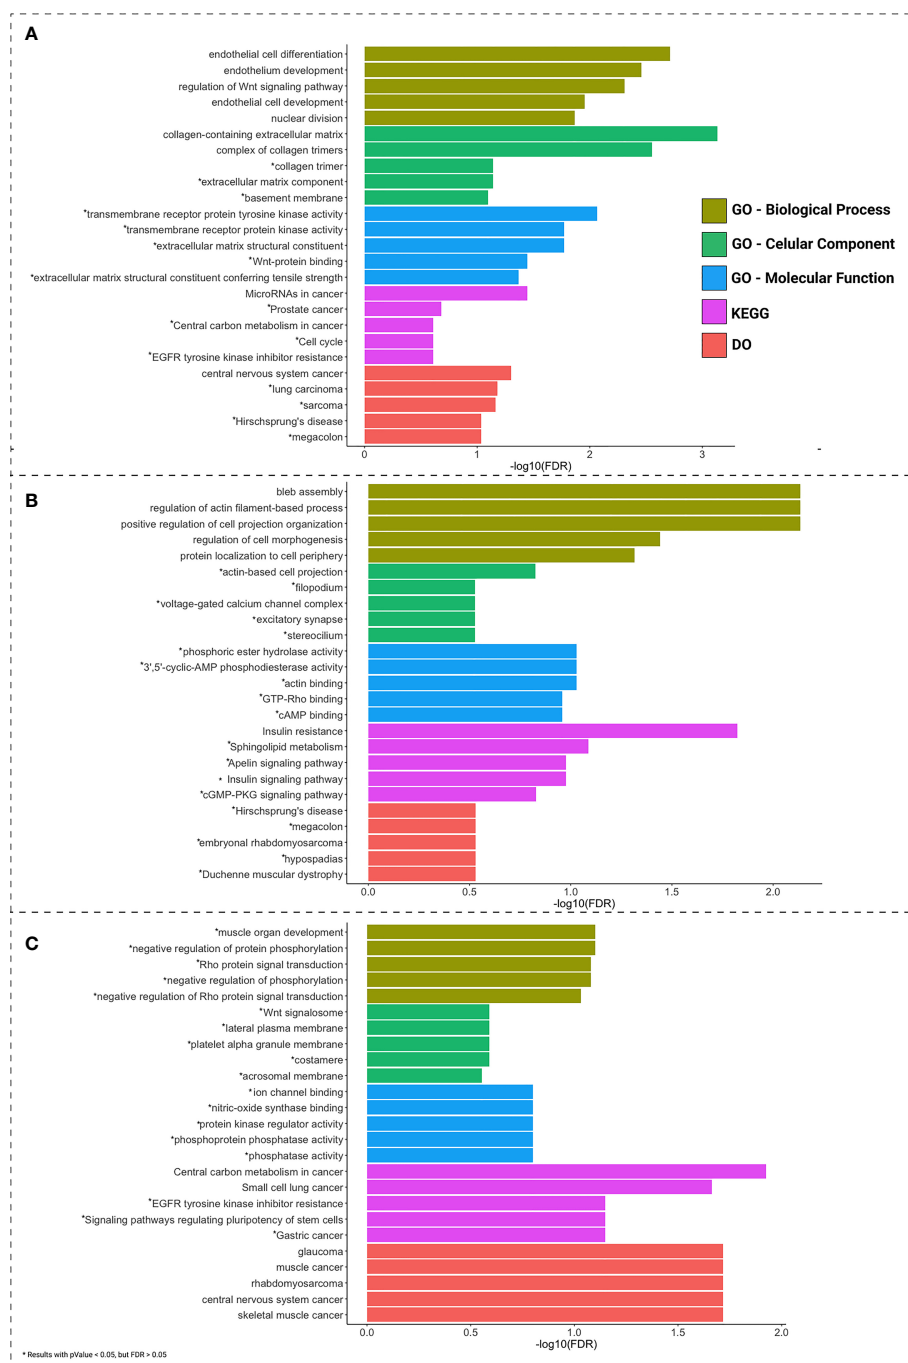 A
endothelial cell differentiation
endothelium development
regulation of Wnt signaling pathway
endothelial cell development
nuclear division
collagen-containing extracellular matrix
complex of collagen trimers
*collagen trimer
*extracellular matrix component
*basement membrane
*transmembrane receptor protein tyrosine kinase activity
*transmembrane receptor protein kinase activity
*extracellular matrix structural constituent
*Wnt-protein binding
*extracellular matrix structural constituent conferring tensile strength
MicroRNAs in cancer
*Prostate cancer
*Central carbon metabolism in cancer
*Cell cycle
*EGFR tyrosine kinase inhibitor resistance
central nervous system cancer
*lung carcinoma
*sarcoma
*Hirschsprung's disease
*megacolon
0 1 2 3
-log10(FDR)
GO - Biological Process
GO - Celular Component
GO - Molecular Function
KEGG
DO
B
bleb assembly
regulation of actin filament-based process
positive regulation of cell projection organization
regulation of cell morphogenesis
protein localization to cell periphery
*actin-based cell projection
*filopodium
*voltage-gated calcium channel complex
*excitatory synapse
*stereocilium
*phosphoric ester hydrolase activity
*3',5'-cyclic-AMP phosphodiesterase activity
*actin binding
*GTP-Rho binding
*cAMP binding
Insulin resistance
*Sphingolipid metabolism
*Apelin signaling pathway
* Insulin signaling pathway
*cGMP-PKG signaling pathway
*Hirschsprung's disease
*megacolon
*embryonal rhabdomyosarcoma
*hypospadias
*Duchenne muscular dystrophy
0.0 0.5 1.0 1.5 2.0
-log10(FDR)
C
*muscle organ development
*negative regulation of protein phosphorylation
*Rho protein signal transduction
*negative regulation of phosphorylation
*negative regulation of Rho protein signal transduction
*Wnt signalosome
*lateral plasma membrane
*platelet alpha granule membrane
*costamere
*acrosomal membrane
*ion channel binding
*nitric-oxide synthase binding
*protein kinase regulator activity
*phosphoprotein phosphatase activity
*phosphatase activity
Central carbon metabolism in cancer
Small cell lung cancer
*EGFR tyrosine kinase inhibitor resistance
*Signaling pathways regulating pluripotency of stem cells
*Gastric cancer
glaucoma
muscle cancer
rhabdomyosarcoma
central nervous system cancer
skeletal muscle cancer
0.0 0.5 1.0 1.5 2.0
-log10(FDR)
* Results with pValue < 0.05, but FDR > 0.05